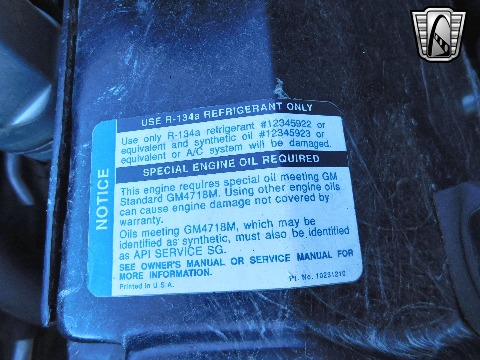 USE R-134a REFRIGERANT ONLY
Use only R-134a refrigerant #12345922 or
equivalent and synthetic oil #12345923 or
equivalent or A/C system will be damaged.
SPECIAL ENGINE OIL REQUIRED
This engine requires special oil meeting GM
Standard GM4718M. Using other engine oils
can cause engine damage not covered by
warranty.
Oils meeting GM4718M, which may be
identified as synthetic, must also be identified
as API SERVICE SG.
SEE OWNER'S MANUAL OR SERVICE MANUAL FOR
MORE INFORMATION.
Printed in U.S.A.
Pt. No. 10231210
NOTICE